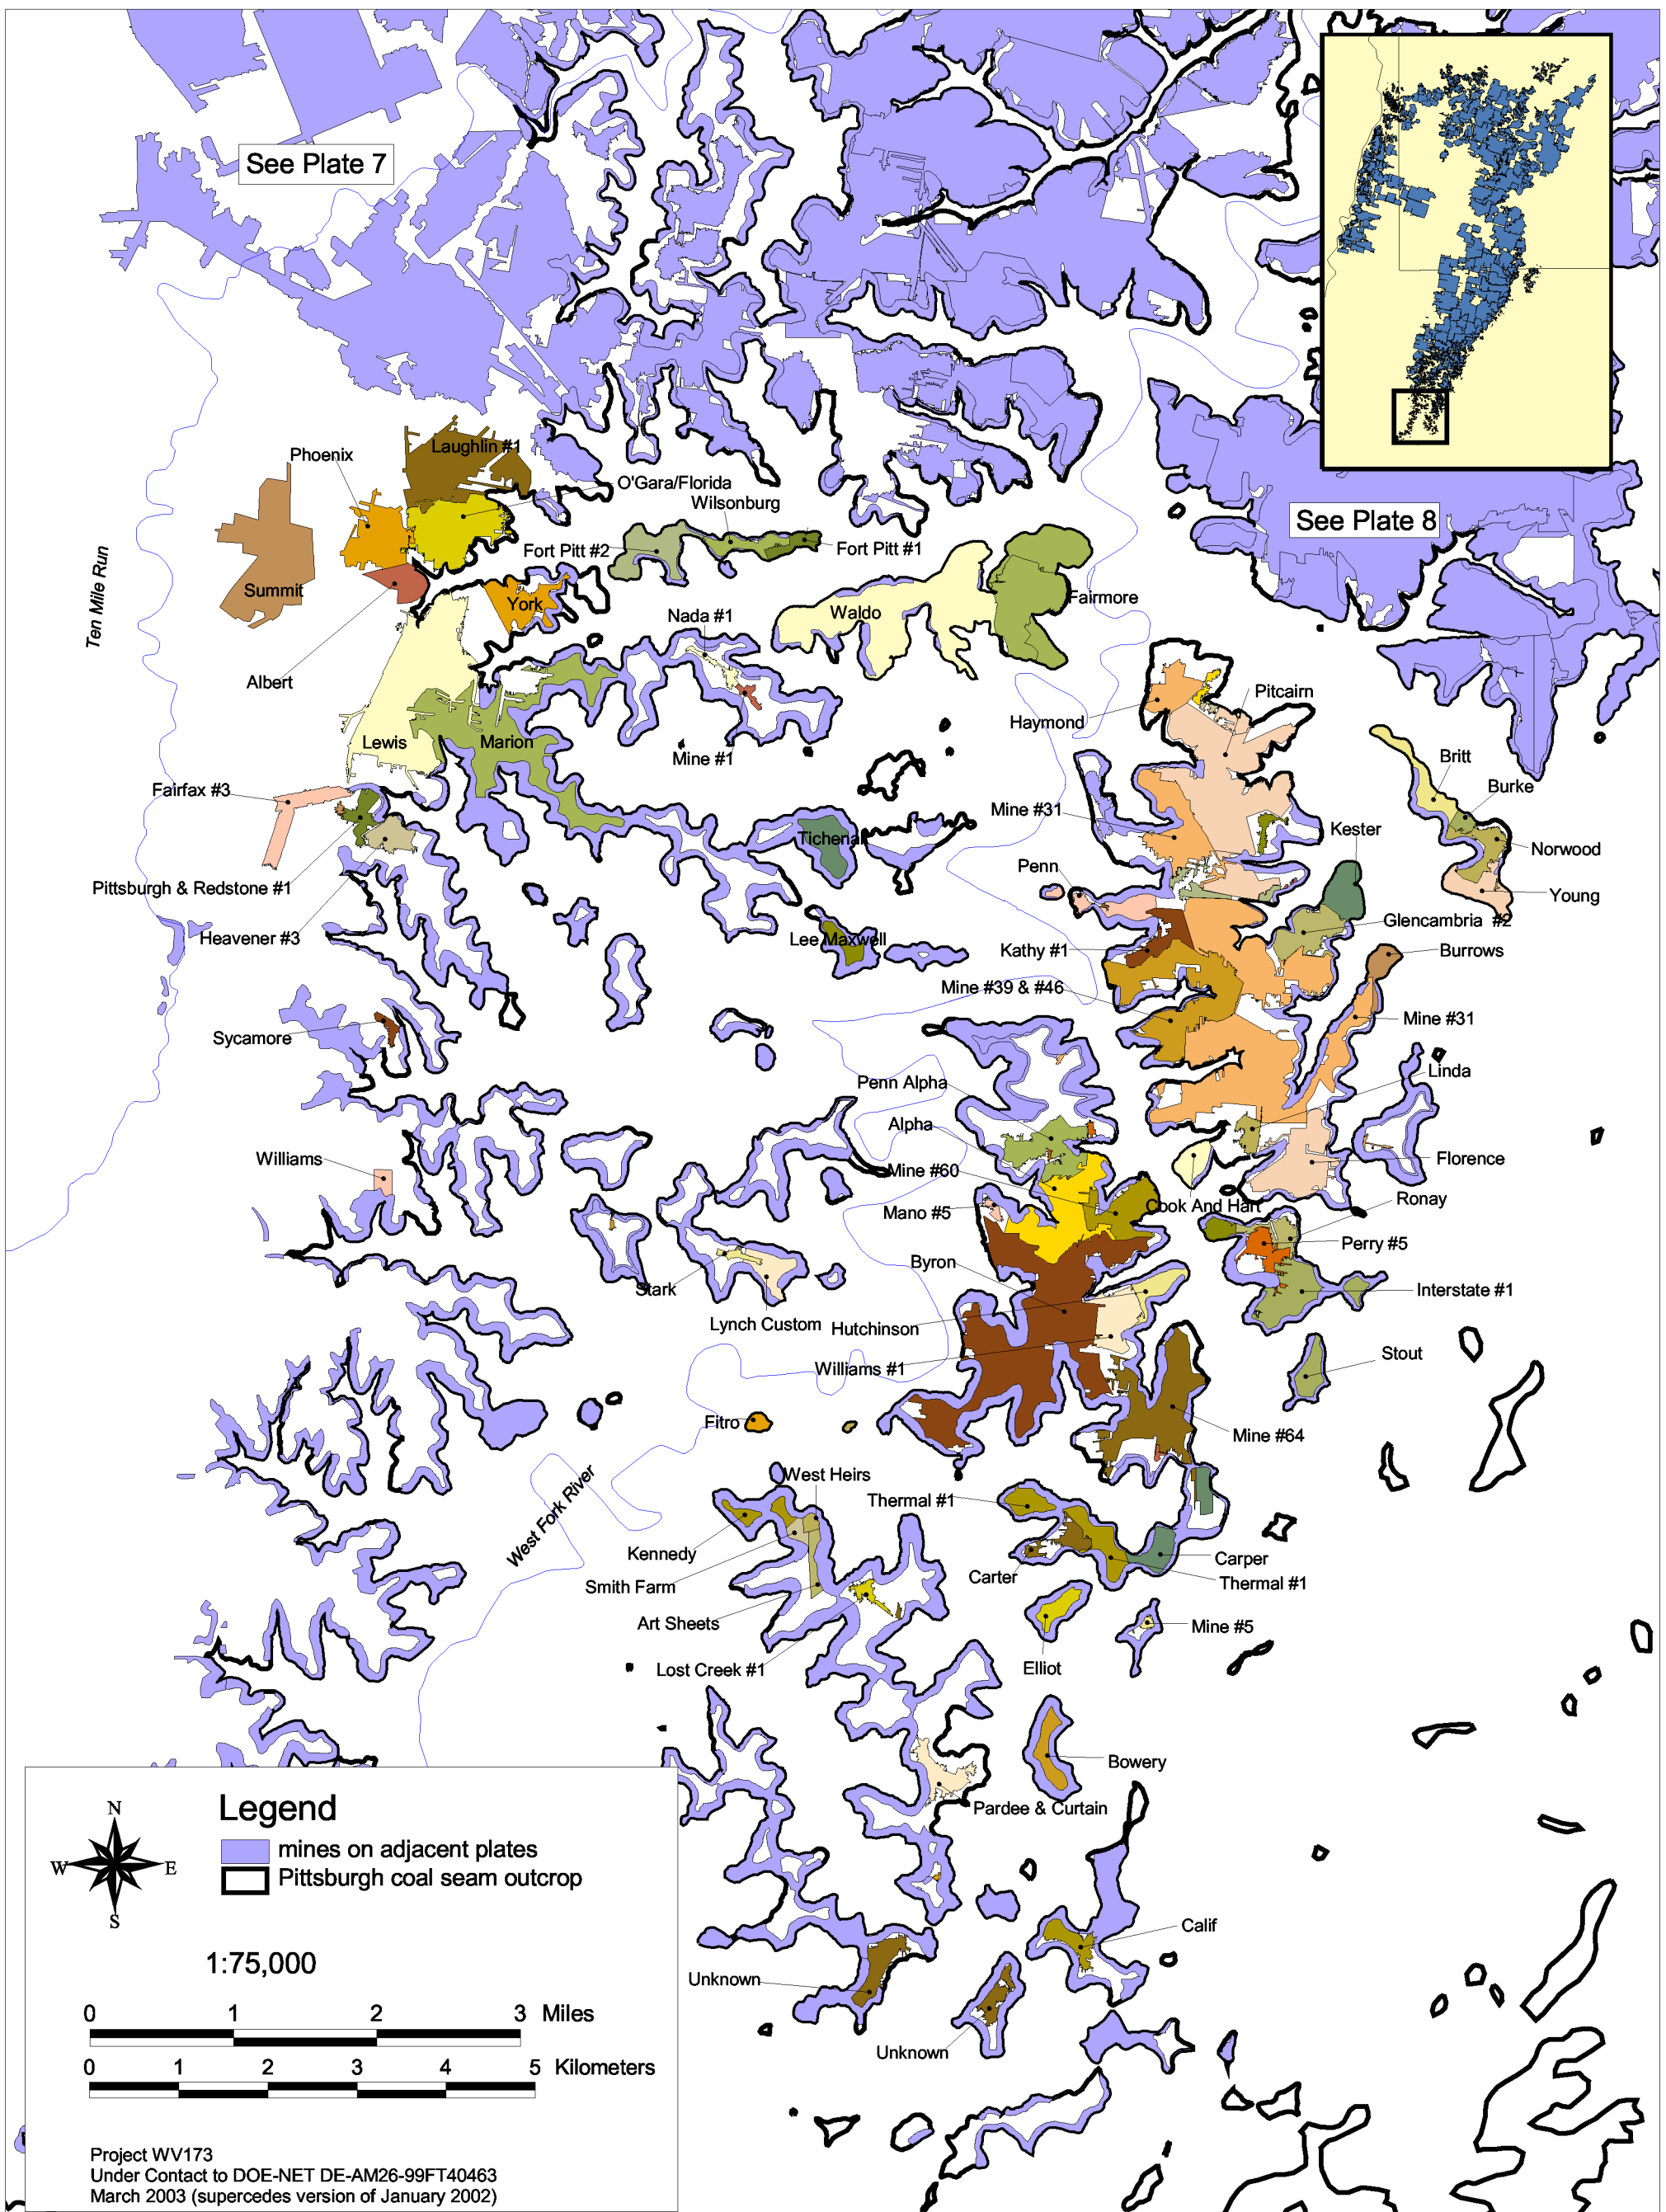 See Plate 7
Laughlin #1
Phoenix
O'Gara/Florida
Wilsonburg
See Plate 8
Fort Pitt #2
Fort Pitt #1
Ten Mile Run
Summit
York
Fairmore
Nada #1
Waldo
Albert
Pitcairn
Haymond
Lewis
Marion
Mine #1
Britt
Fairfax #3
Burke
Mine #31
Kester
Tichenal
Norwood
Penn
Pittsburgh & Redstone #1
Young
Glencambria #2
Heavener #3
Lee Maxwell
Kathy #1
Burrows
Mine #39 & #46
Mine #31
Sycamore
Linda
Penn Alpha
Alpha
Williams
Florence
Mine #60
Ronay
Cook And Hart
Mano #5
Perry #5
Byron
Stark
Interstate #1
Lynch Custom
Hutchinson
Stout
Williams #1
Fitro
Mine #64
West Heirs
Thermal #1
West Fork River
Kennedy
Carper
Carter
Smith Farm
Thermal #1
Art Sheets
Mine #5
Elliot
Lost Creek #1
Bowery
Pardee & Curtain
Calif
Unknown
Unknown
N
W
E
S
Legend
mines on adjacent plates
Pittsburgh coal seam outcrop
1:75,000
0 1 2 3 Miles
0 1 2 3 4 5 Kilometers
Project WV173
Under Contact to DOE-NET DE-AM26-99FT40463
March 2003 (supercedes version of January 2002)